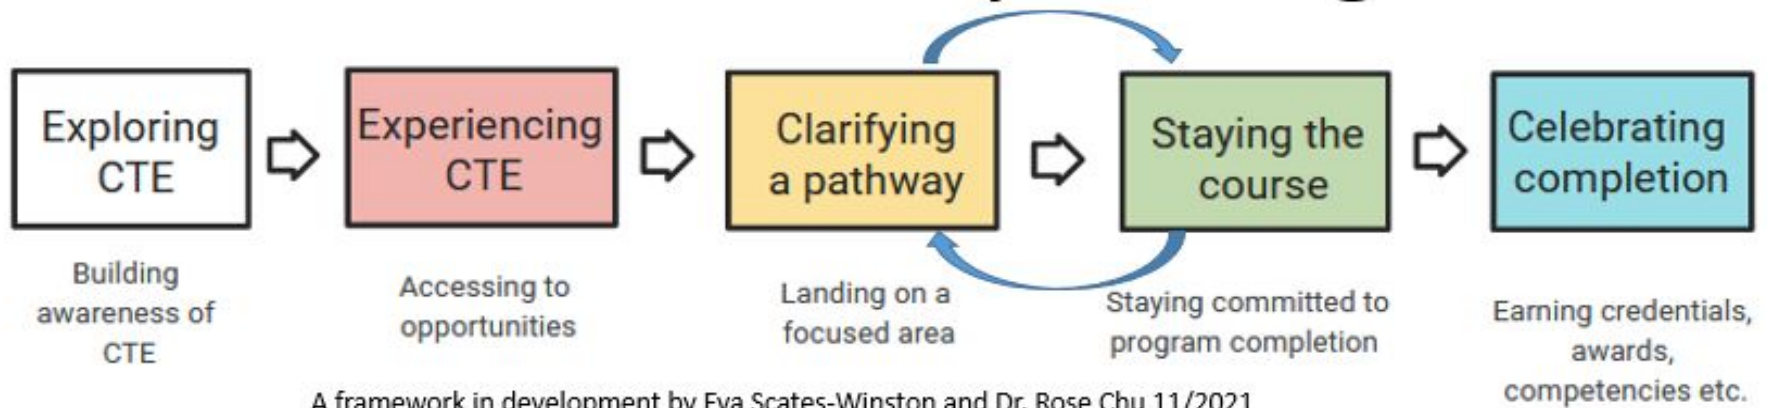 Exploring
CTE
Experiencing
CTE
Clarifying
a pathway
Staying the
course
Celebrating
completion
Building
awareness of
CTE
Accessing to
opportunities
Landing on a
focused area
Staying committed to
program completion
Earning credentials,
awards,
competencies etc.
A framework in development by Eva Scates-Winston and Dr. Rose Chu 11/2021